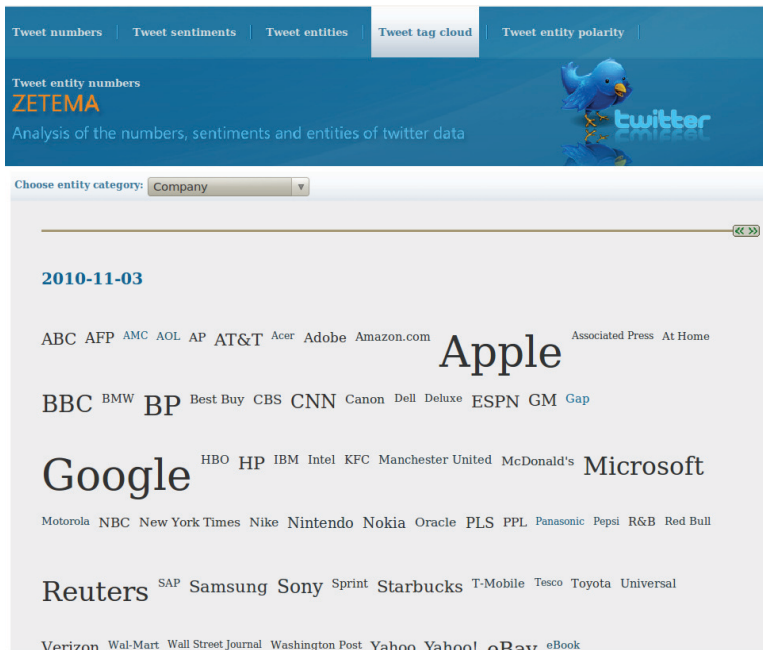 Tweet numbers Tweet sentiments Tweet entities Tweet tag cloud Tweet entity polarity
Tweet entity numbers
ZETEMA
twitter
Analysis of the numbers, sentiments and entities of twitter data
Choose entity category: Company
2010-11-03
ABC AFP AMC AOL AP AT&T Acer Adobe Amazon.com Apple Associated Press At Home
BBC BMW BP Best Buy CBS CNN Canon Dell Deluxe ESPN GM Gap
Google HBO HP IBM Intel KFC Manchester United McDonald's Microsoft
Motorola NBC New York Times Nike Nintendo Nokia Oracle PLS PPL Panasonic Pepsi R&B Red Bull
Reuters SAP Samsung Sony Sprint Starbucks T-Mobile Tesco Toyota Universal
Verizon Wal-Mart Wall Street Journal Washington Post Yahoo Yahoo! eBay eBook